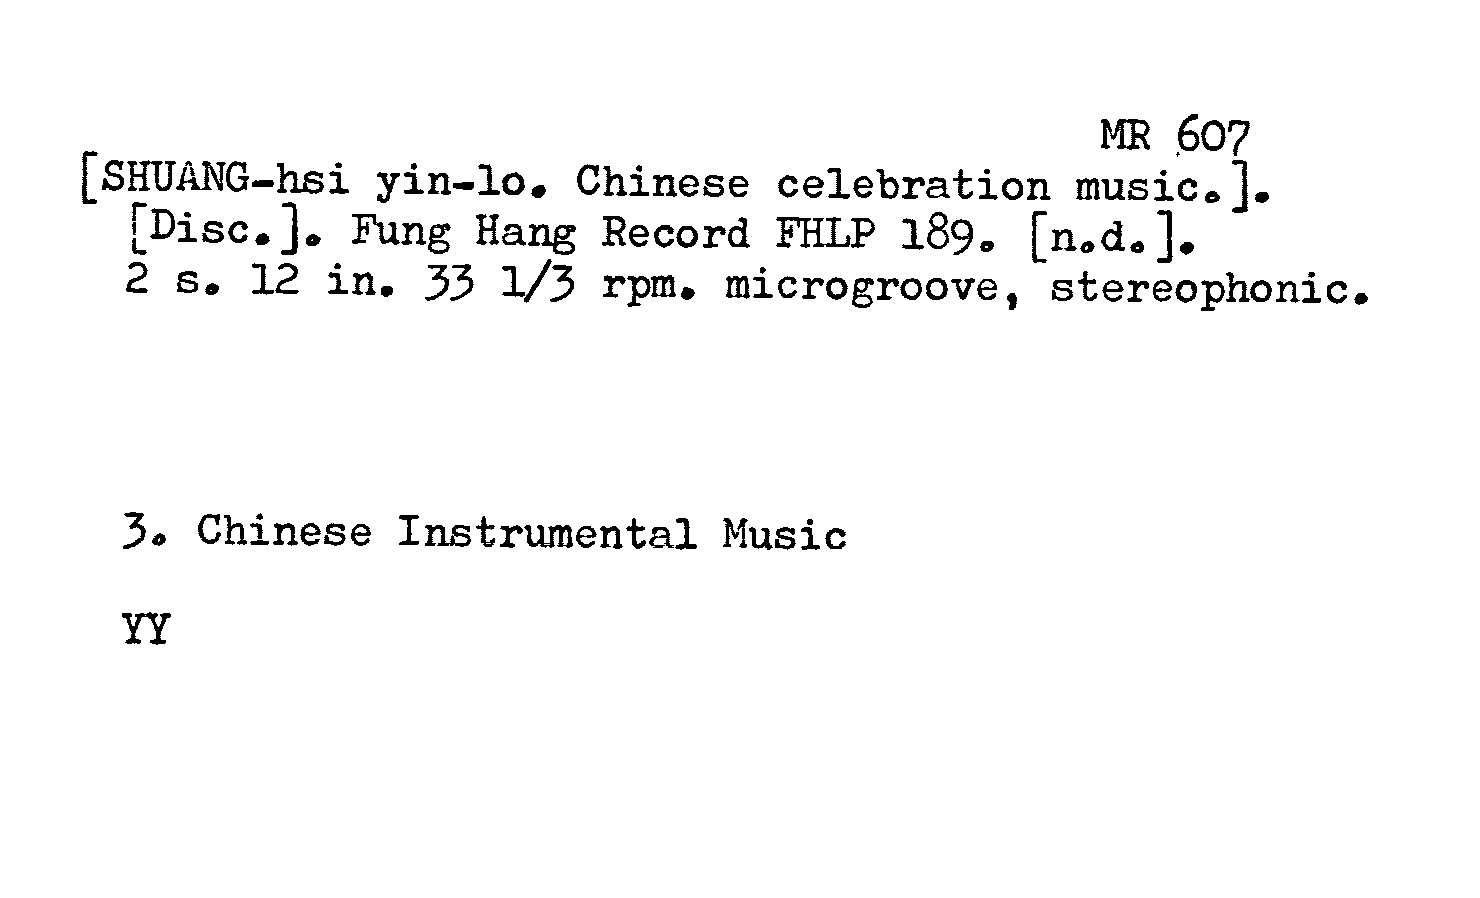 MR 607
[SHUANG-hsi yin-lo. Chinese celebration music.].
[Disc.]. Fung Hang Record FHLP 189. [n.d.].
2 s. 12 in. 33 1/3 rpm. microgroove, stereophonic.
3. Chinese Instrumental Music
YY